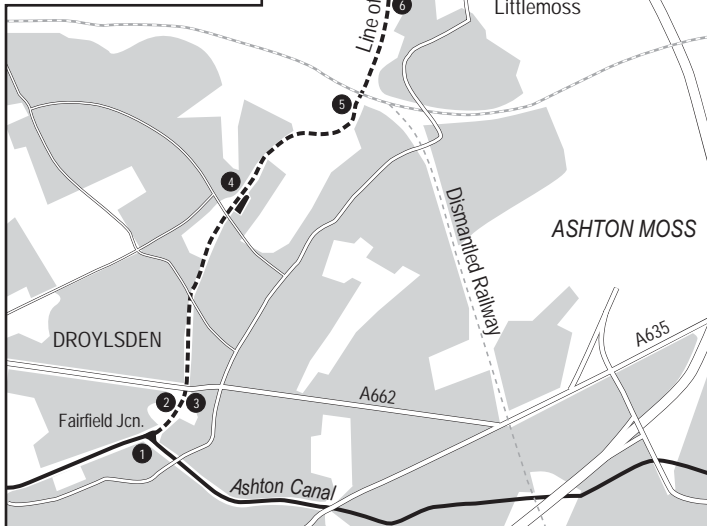 6
Littlemoss
Line of
5
4
Dismantled Railway
ASHTON MOSS
DROYLSDEN
A635
2
3
A662
Fairfield Jcn.
1
Ashton Canal